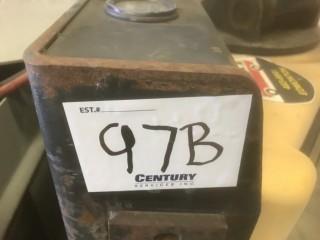 EST.#
97B
CENTURY
SERVICES INC